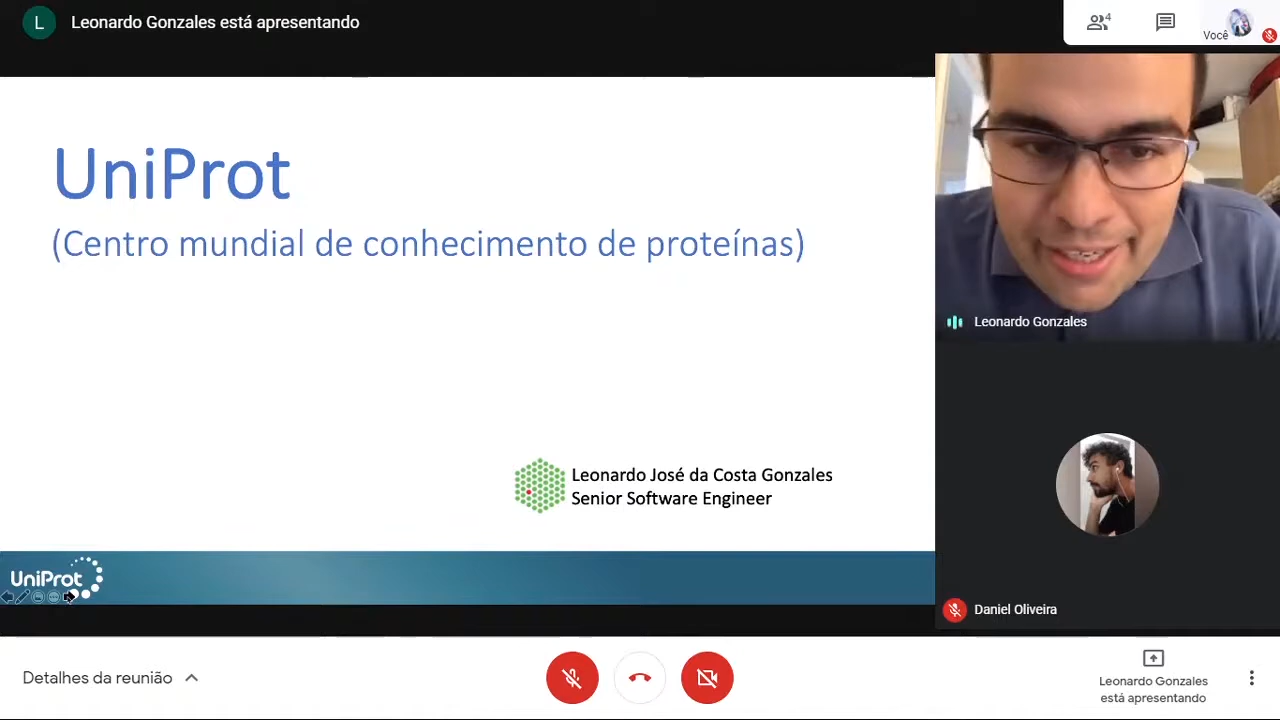 L
Leonardo Gonzales está apresentando
4
Você
UniProt
(Centro mundial de conhecimento de proteínas)
Leonardo José da Costa Gonzales
Senior Software Engineer
UniProt
Leonardo Gonzales
Daniel Oliveira
Detalhes da reunião
Leonardo Gonzales
está apresentando